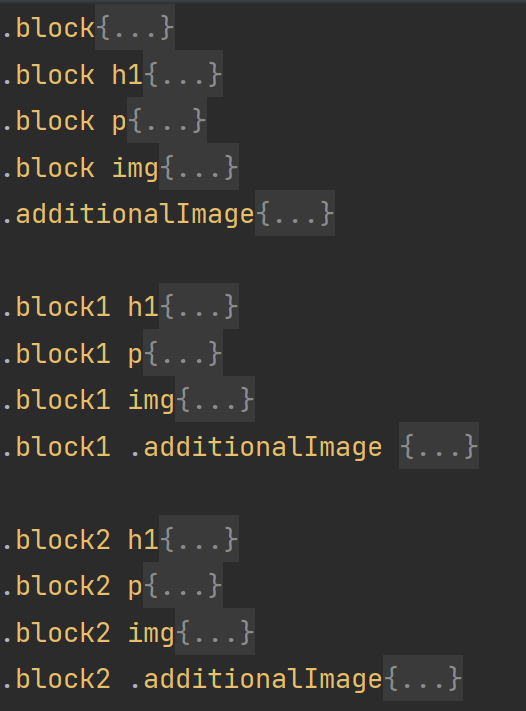 .block{...}
.block h1{...}
.block p{...}
.block img{...}
.additionalImage{...}
.block1 h1{...}
.block1 p{...}
.block1 img{...}
.block1 .additionalImage {...}
.block2 h1{...}
.block2 p{...}
.block2 img{...}
.block2 .additionalImage{...}